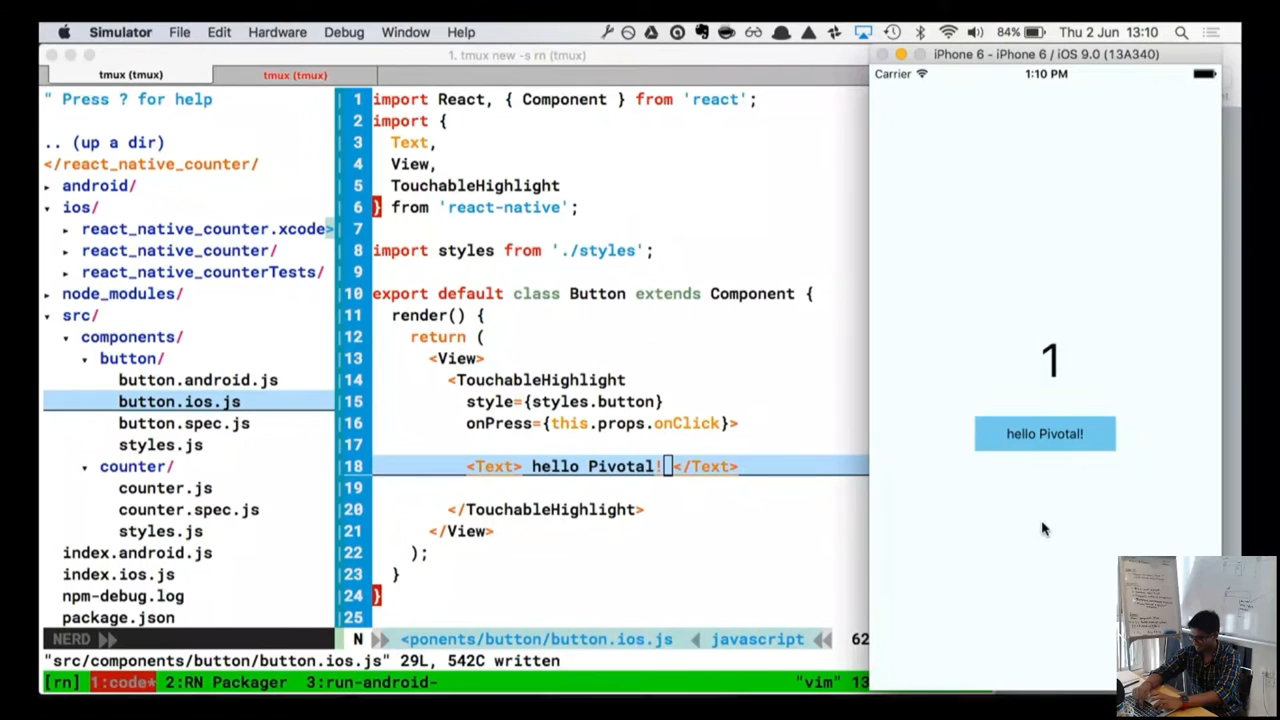 Simulator File Edit Hardware Debug Window Help 84% Thu 2 Jun 13:10
1. tmux new -s rn (tmux)
tmux (tmux) tmux (tmux)
" Press ? for help
.. (up a dir)
</react_native_counter/
▸ android/
▾ ios/
▸ react_native_counter.xcode>
▸ react_native_counter/
▸ react_native_counterTests/
▸ node_modules/
▾ src/
▾ components/
▾ button/
button.android.js
button.ios.js
button.spec.js
styles.js
▾ counter/
counter.js
counter.spec.js
styles.js
index.android.js
index.ios.js
npm-debug.log
package.json
NERD
1 import React, { Component } from 'react';
2 import {
3 Text,
4 View,
5 TouchableHighlight
6 } from 'react-native';
7
8 import styles from './styles';
9
10 export default class Button extends Component {
11 render() {
12 return (
13 <View>
14 <TouchableHighlight
15 style={styles.button}
16 onPress={this.props.onClick}>
17
18 <Text> hello Pivotal! </Text>
19
20 </TouchableHighlight>
21 </View>
22 );
23 }
24 }
25
N <ponents/button/button.ios.js javascript 62
"src/components/button/button.ios.js" 29L, 542C written
[rn] 1:code* 2:RN Packager 3:run-android- "vim" 13
iPhone 6 - iPhone 6 / iOS 9.0 (13A340)
Carrier 1:10 PM
1
hello Pivotal!